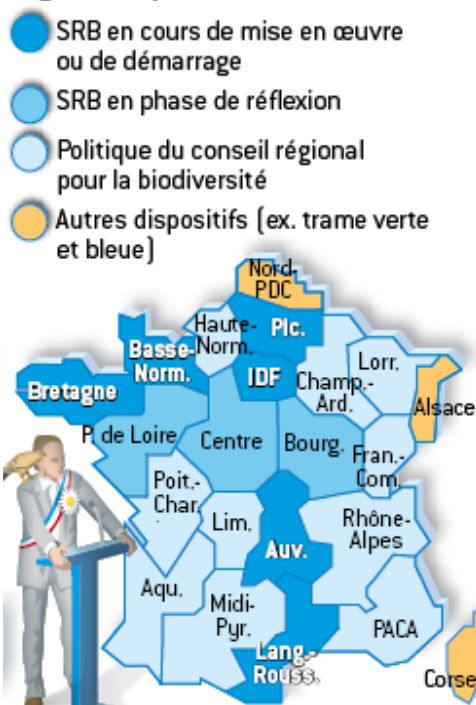 SRB en cours de mise en œuvre
ou de démarrage
SRB en phase de réflexion
Politique du conseil régional
pour la biodiversité
Autres dispositifs (ex. trame verte
et bleue)
Nord-
PDC
Haute-
Norm.
Pic.
Basse-
Norm.
IDF
Lorr.
Champ.-
Ard.
Bretagne
Alsace
P. de Loire
Centre
Bourg.
Fran.-
Com.
Poit.-
Char.
Lim.
Auv.
Rhône-
Alpes
Aqu.
Midi-
Pyr.
PACA
Lang.-
Rouss.
Corse